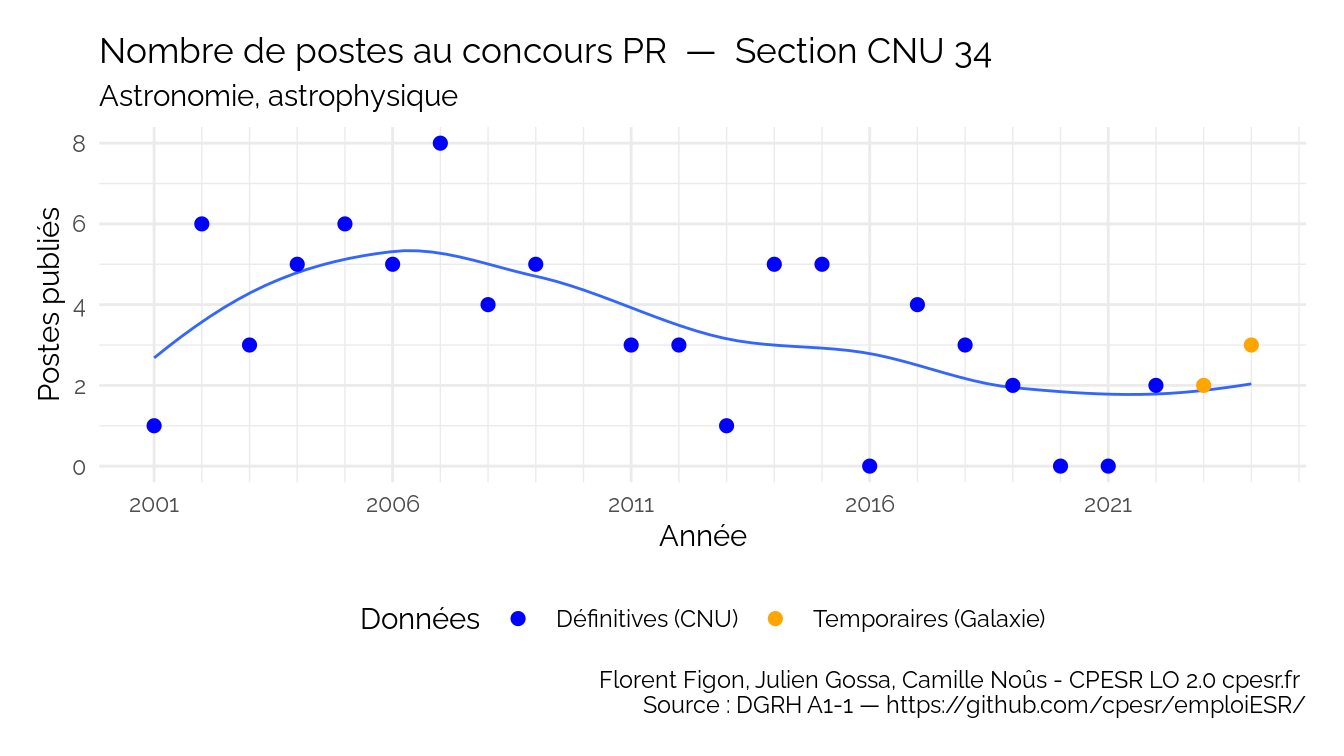 Nombre de postes au concours PR — Section CNU 34
Astronomie, astrophysique
Postes publiés
8
6
4
2
0
2001 2006 2011 2016 2021
Année
Données Définitives (CNU) Temporaires (Galaxie)
Florent Figon, Julien Gossa, Camille Noûs - CPESR LO 2.0 cpesr.fr
Source : DGRH A1-1 — https://github.com/cpesr/emploiESR/